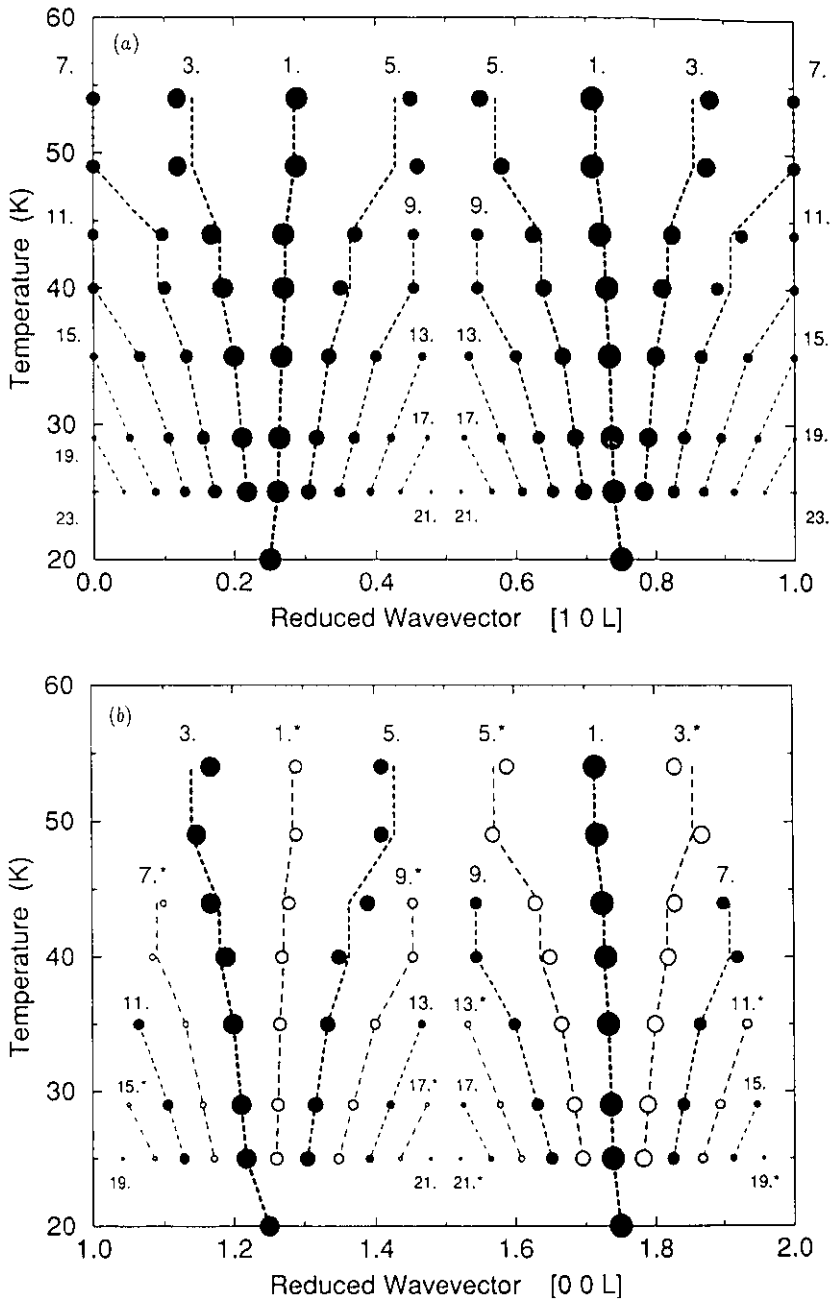 60
(a)
7. 3. 1. 5. 5. 1. 3. 7.
50
11. 9. 9. 11.
40
15. 13. 13. 15.
30
17. 17. 19.
19.
23. 21. 21. 23.
20
0.0 0.2 0.4 0.6 0.8 1.0
Temperature (K)
Reduced Wavevector [1 0 L]
60
(b)
3. 1.* 5. 5.* 1. 3.*
50
7.* 9.* 9. 7.
40
11. 13. 13.* 11.*
30
15.* 17.* 17. 15.
19. 21. 21.* 19.*
20
1.0 1.2 1.4 1.6 1.8 2.0
Temperature (K)
Reduced Wavevector [0 0 L]